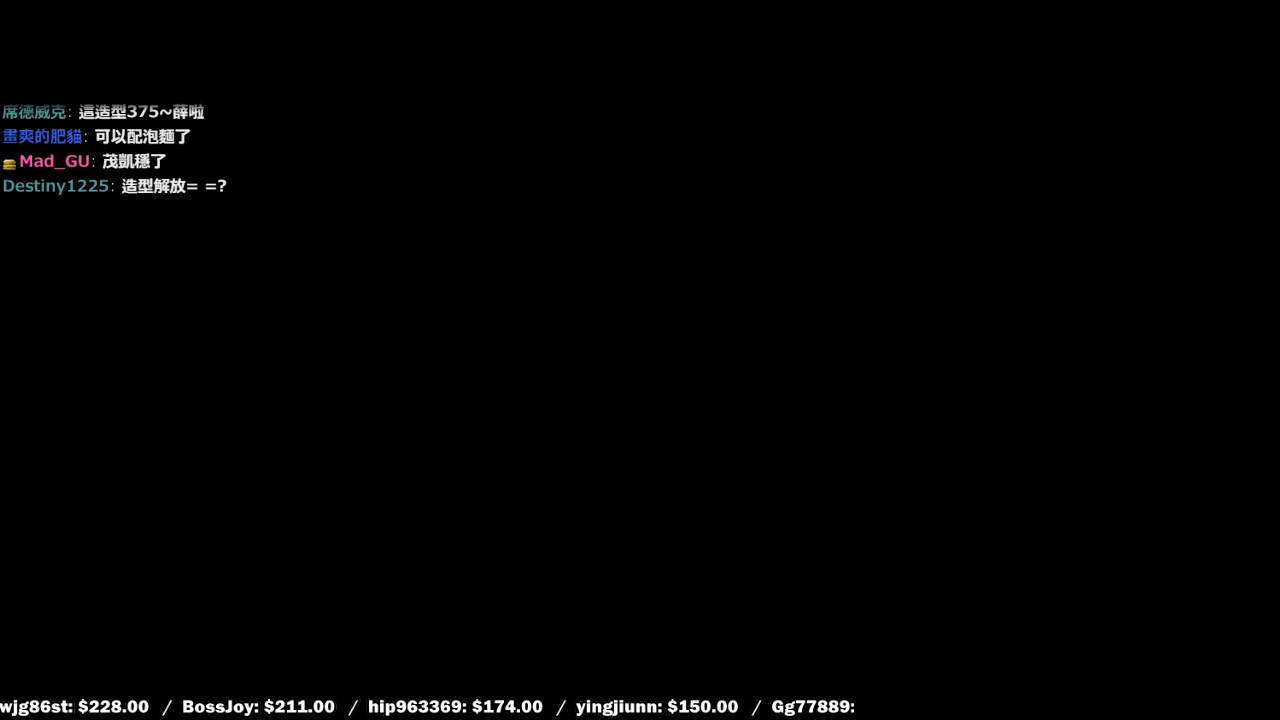 席德威克: 這造型375~薛啦
畫爽的肥貓: 可以配泡麵了
Mad_GU: 茂凱穩了
Destiny1225: 造型解放= =?
wjg86st: $228.00 / BossJoy: $211.00 / hip963369: $174.00 / yingjiunn: $150.00 / Gg77889: